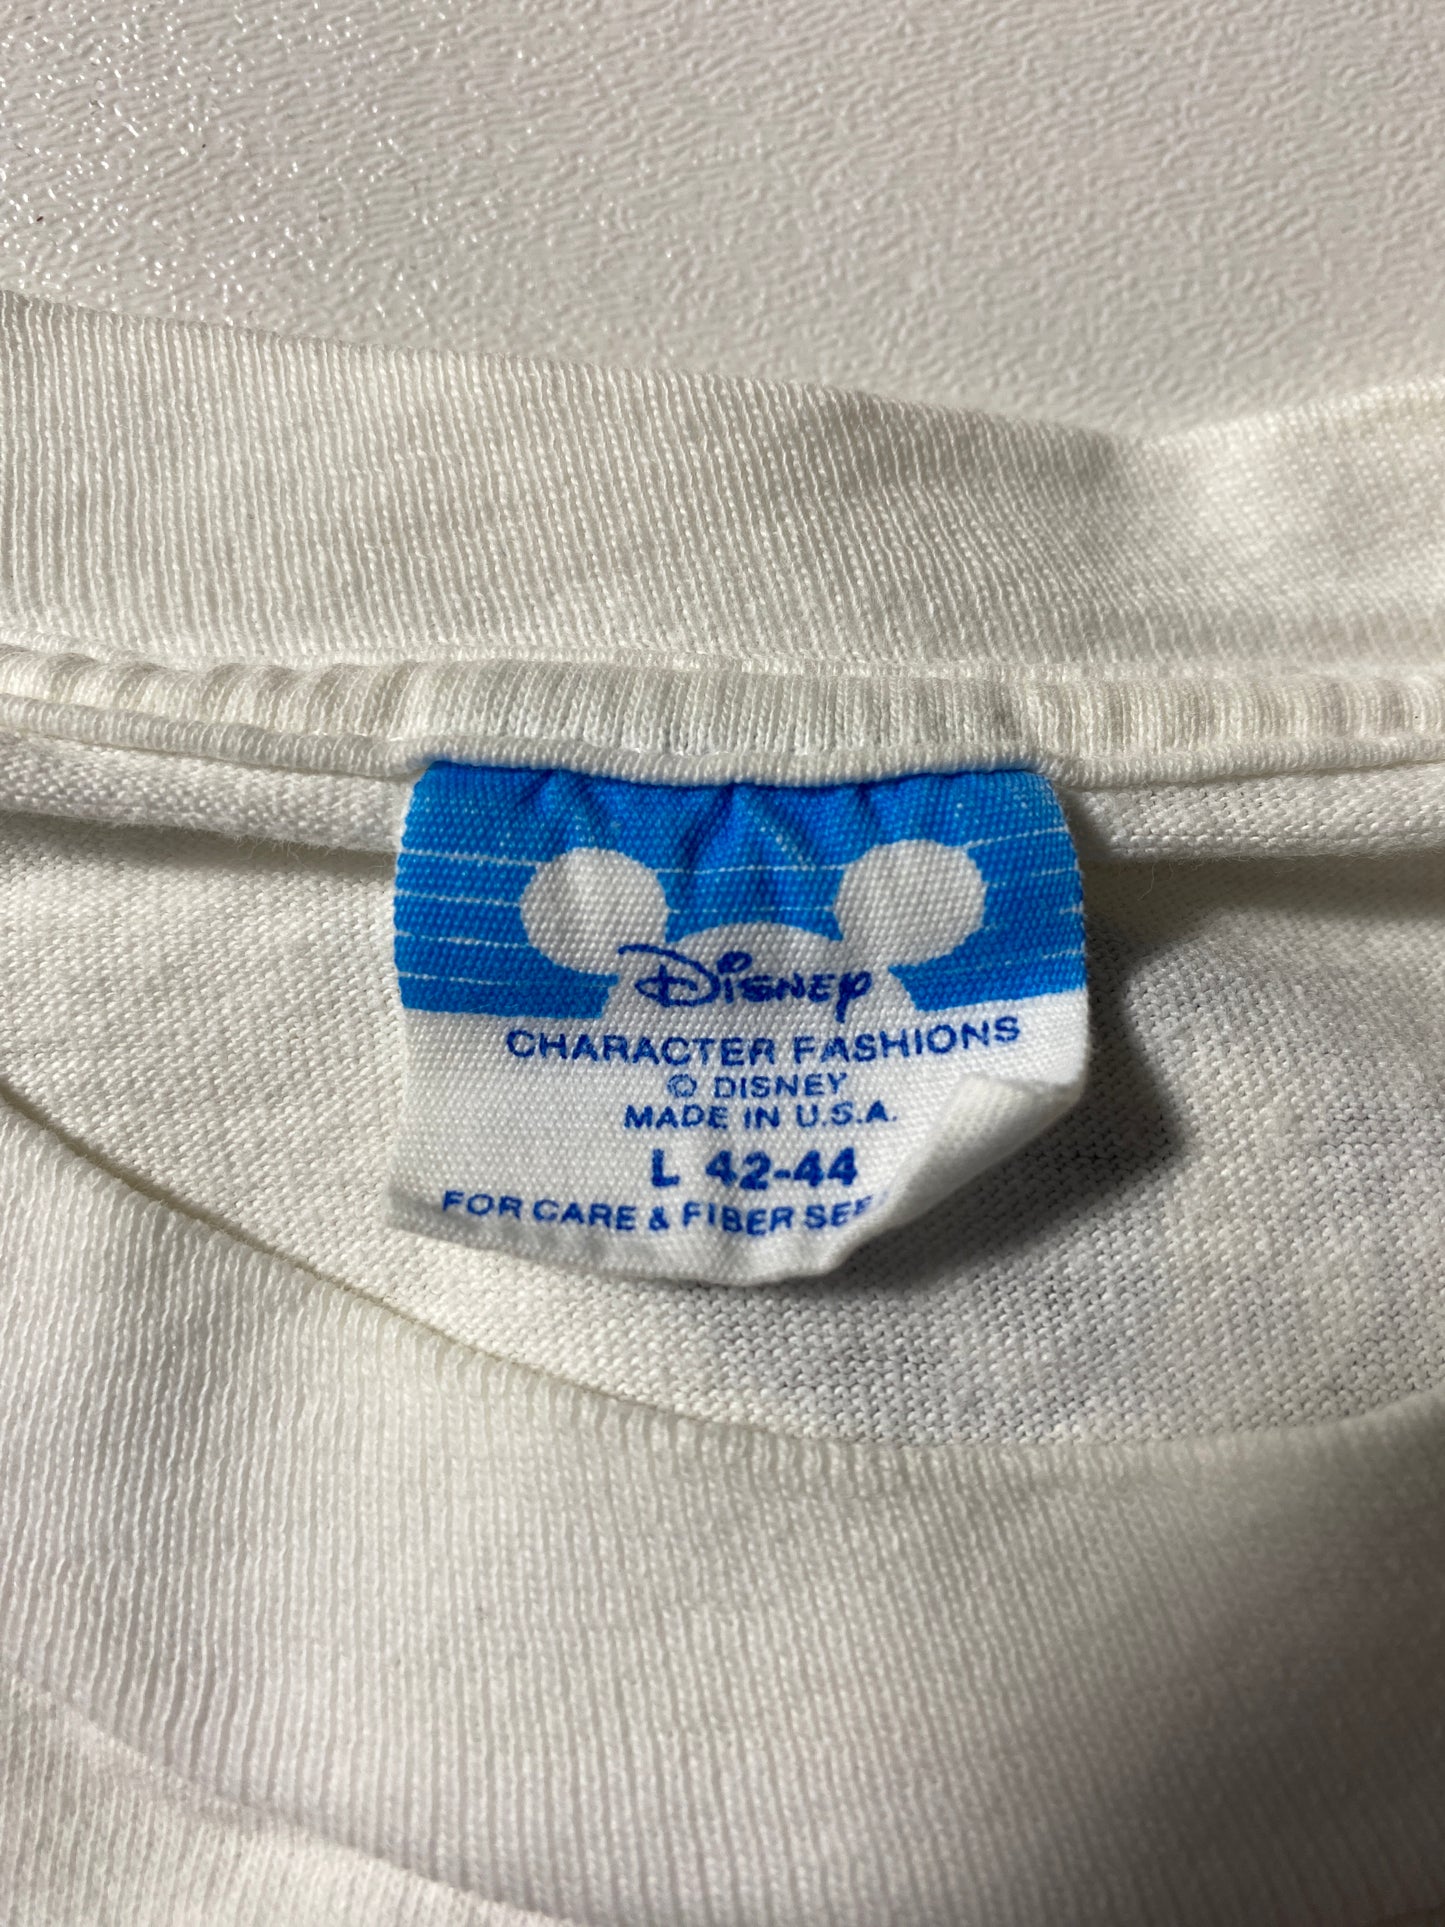 Disney
CHARACTER FASHIONS
© DISNEY
MADE IN U.S.A.
L 42-44
FOR CARE & FIBER SEE